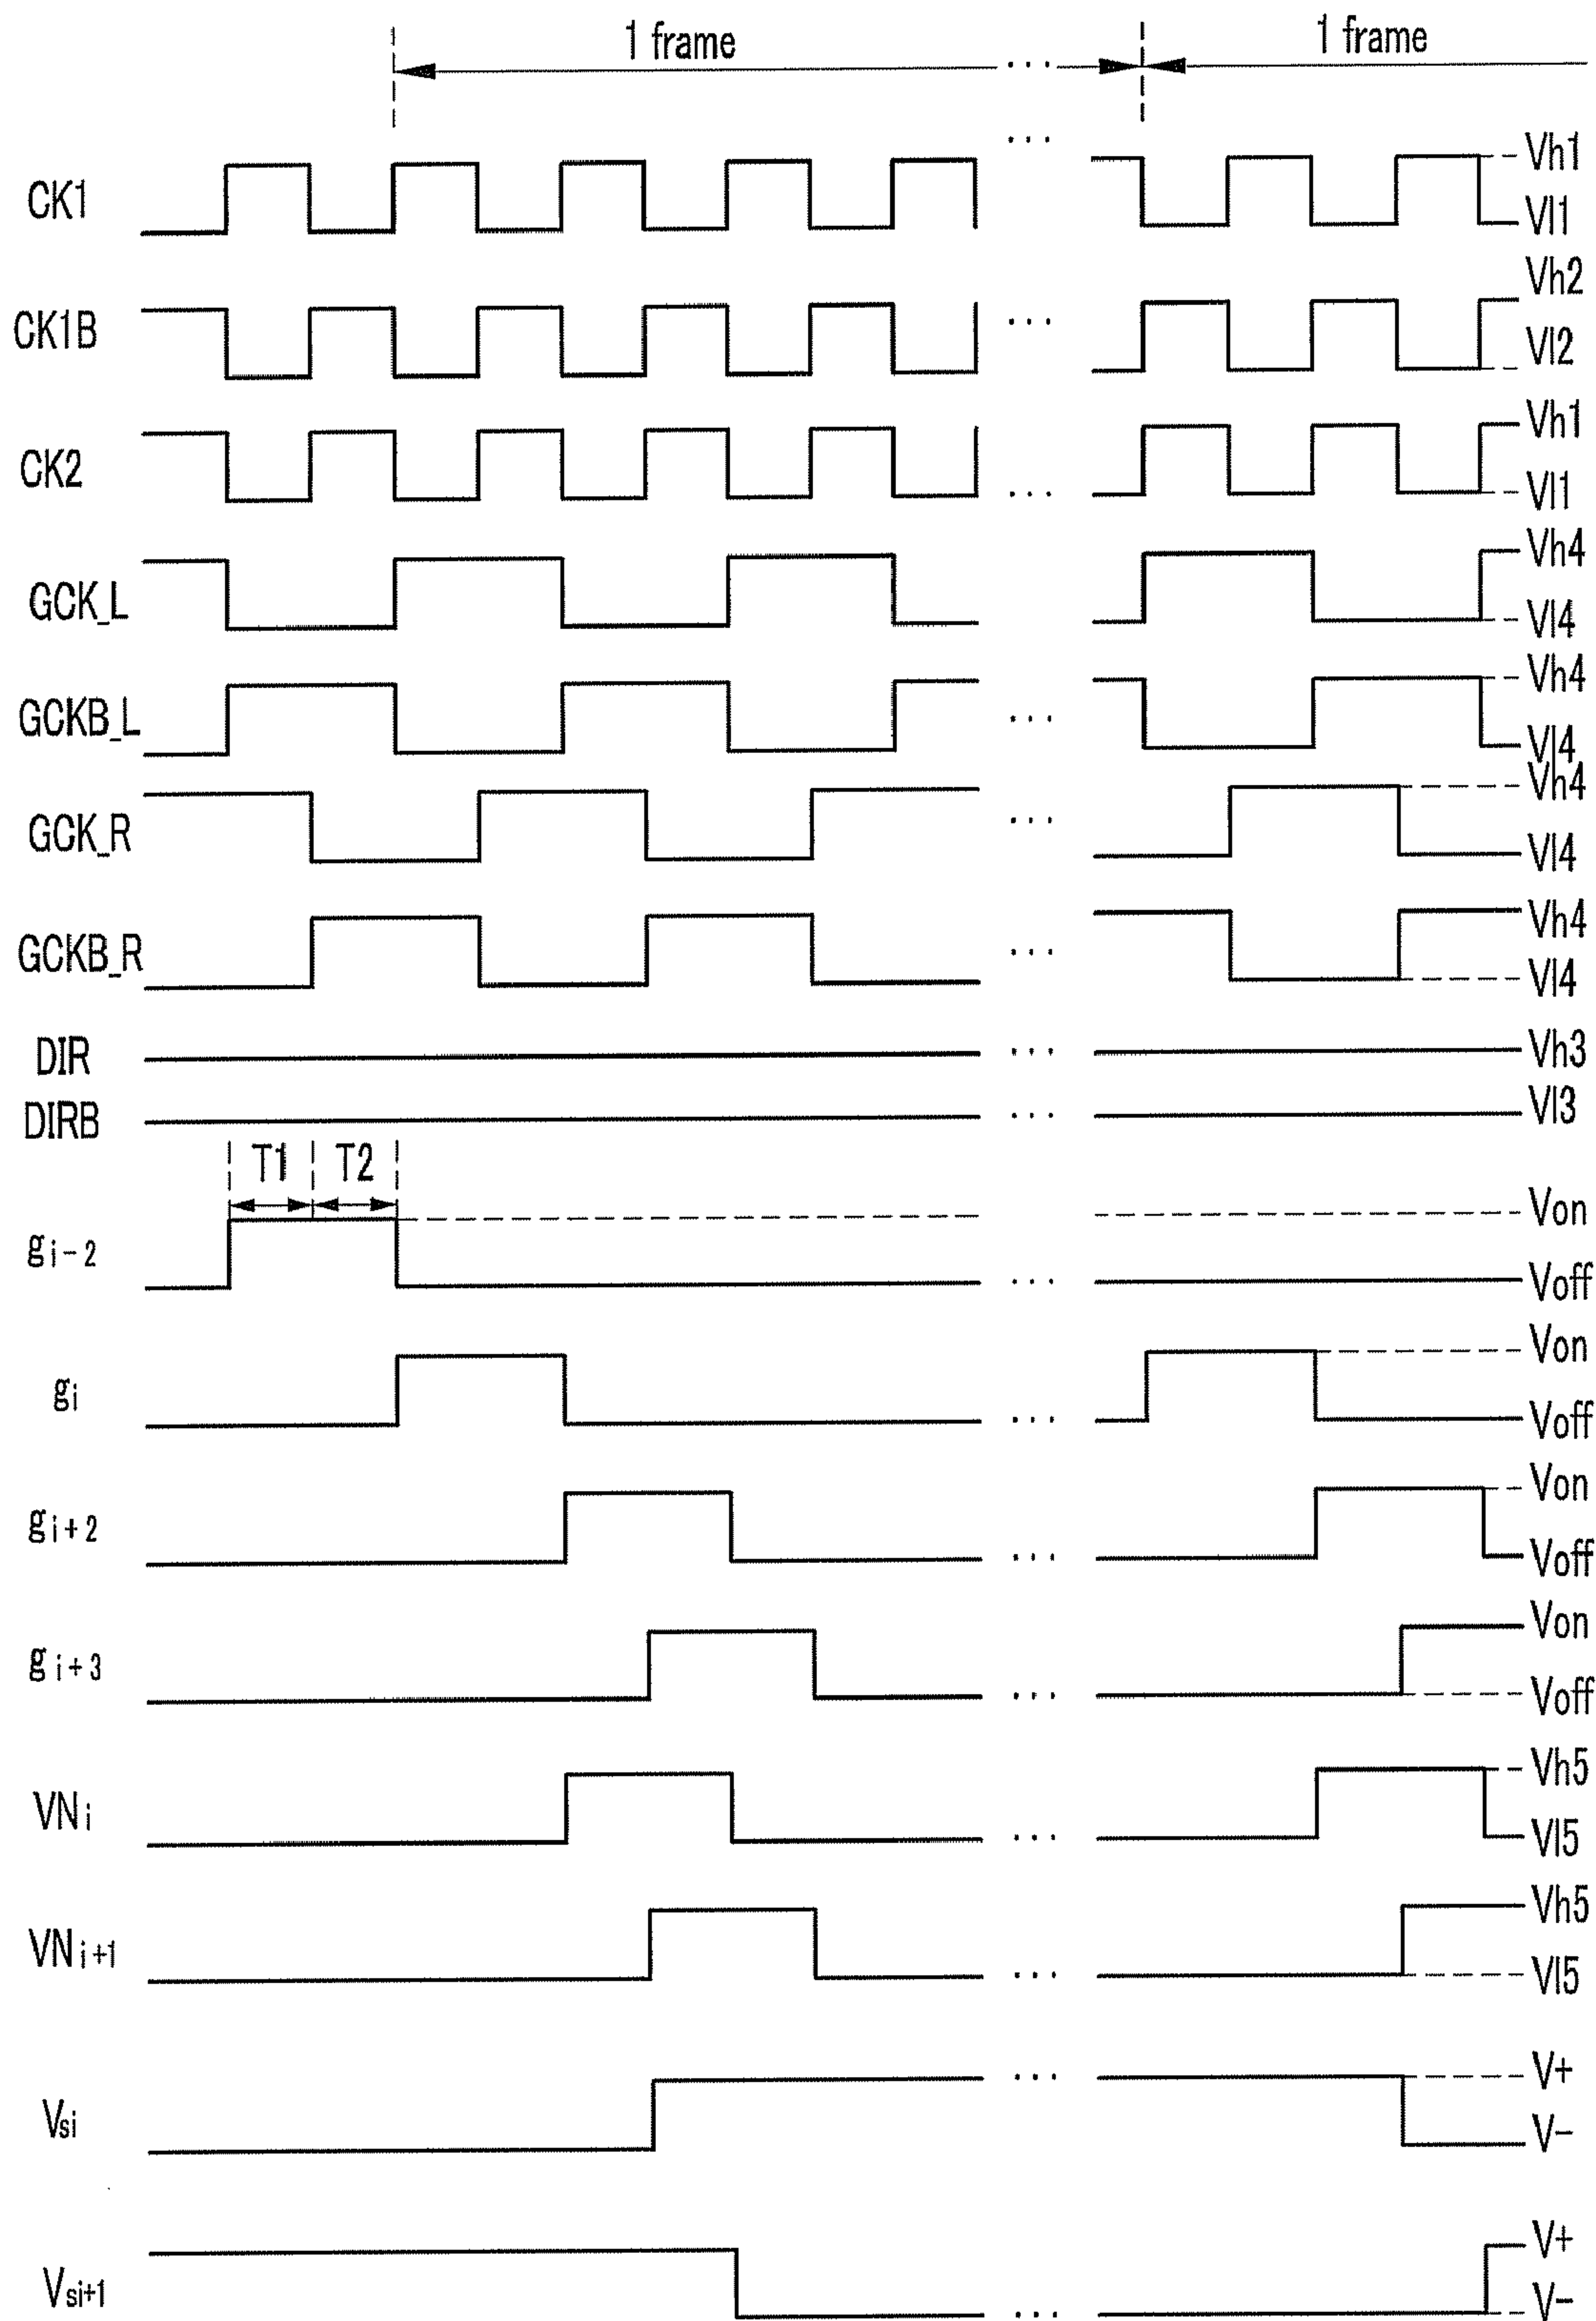 1 frame 1 frame
CK1 Vh1 Vl1
CK1B Vh2 Vl2
CK2 Vh1 Vl1
GCK_L Vh4 Vl4
GCKB_L Vh4 Vl4
GCK_R Vh4 Vl4
GCKB_R Vh4 Vl4
DIR Vh3
DIRB Vl3
T1 T2
gi-2 Von Voff
gi Von Voff
gi+2 Von Voff
gi+3 Von Voff
VNi Vh5 Vl5
VNi+1 Vh5 Vl5
Vsi V+ V-
Vsi+1 V+ V-